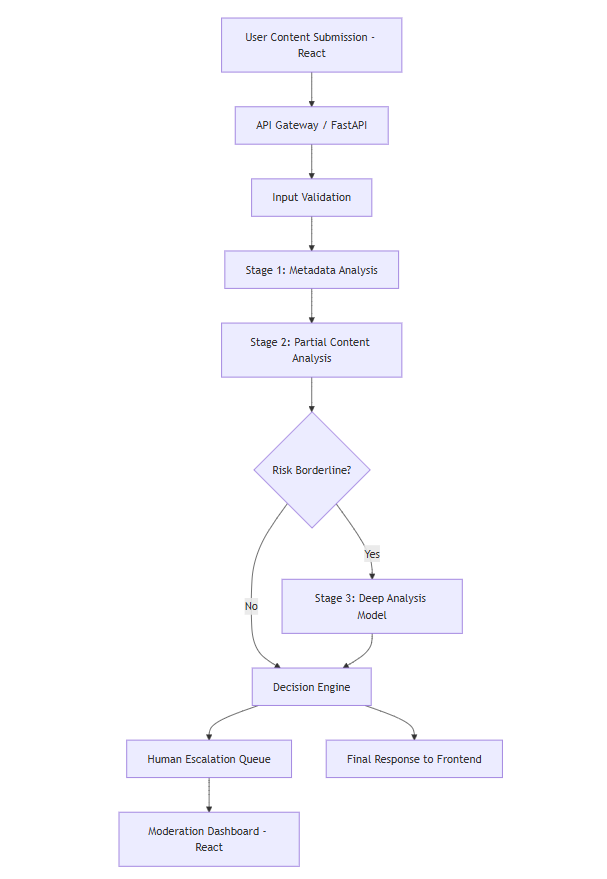 User Content Submission -
React
API Gateway / FastAPI
Input Validation
Stage 1: Metadata Analysis
Stage 2: Partial Content
Analysis
Risk Borderline?
Yes
Stage 3: Deep Analysis
Model
No
Decision Engine
Human Escalation Queue
Final Response to Frontend
Moderation Dashboard -
React